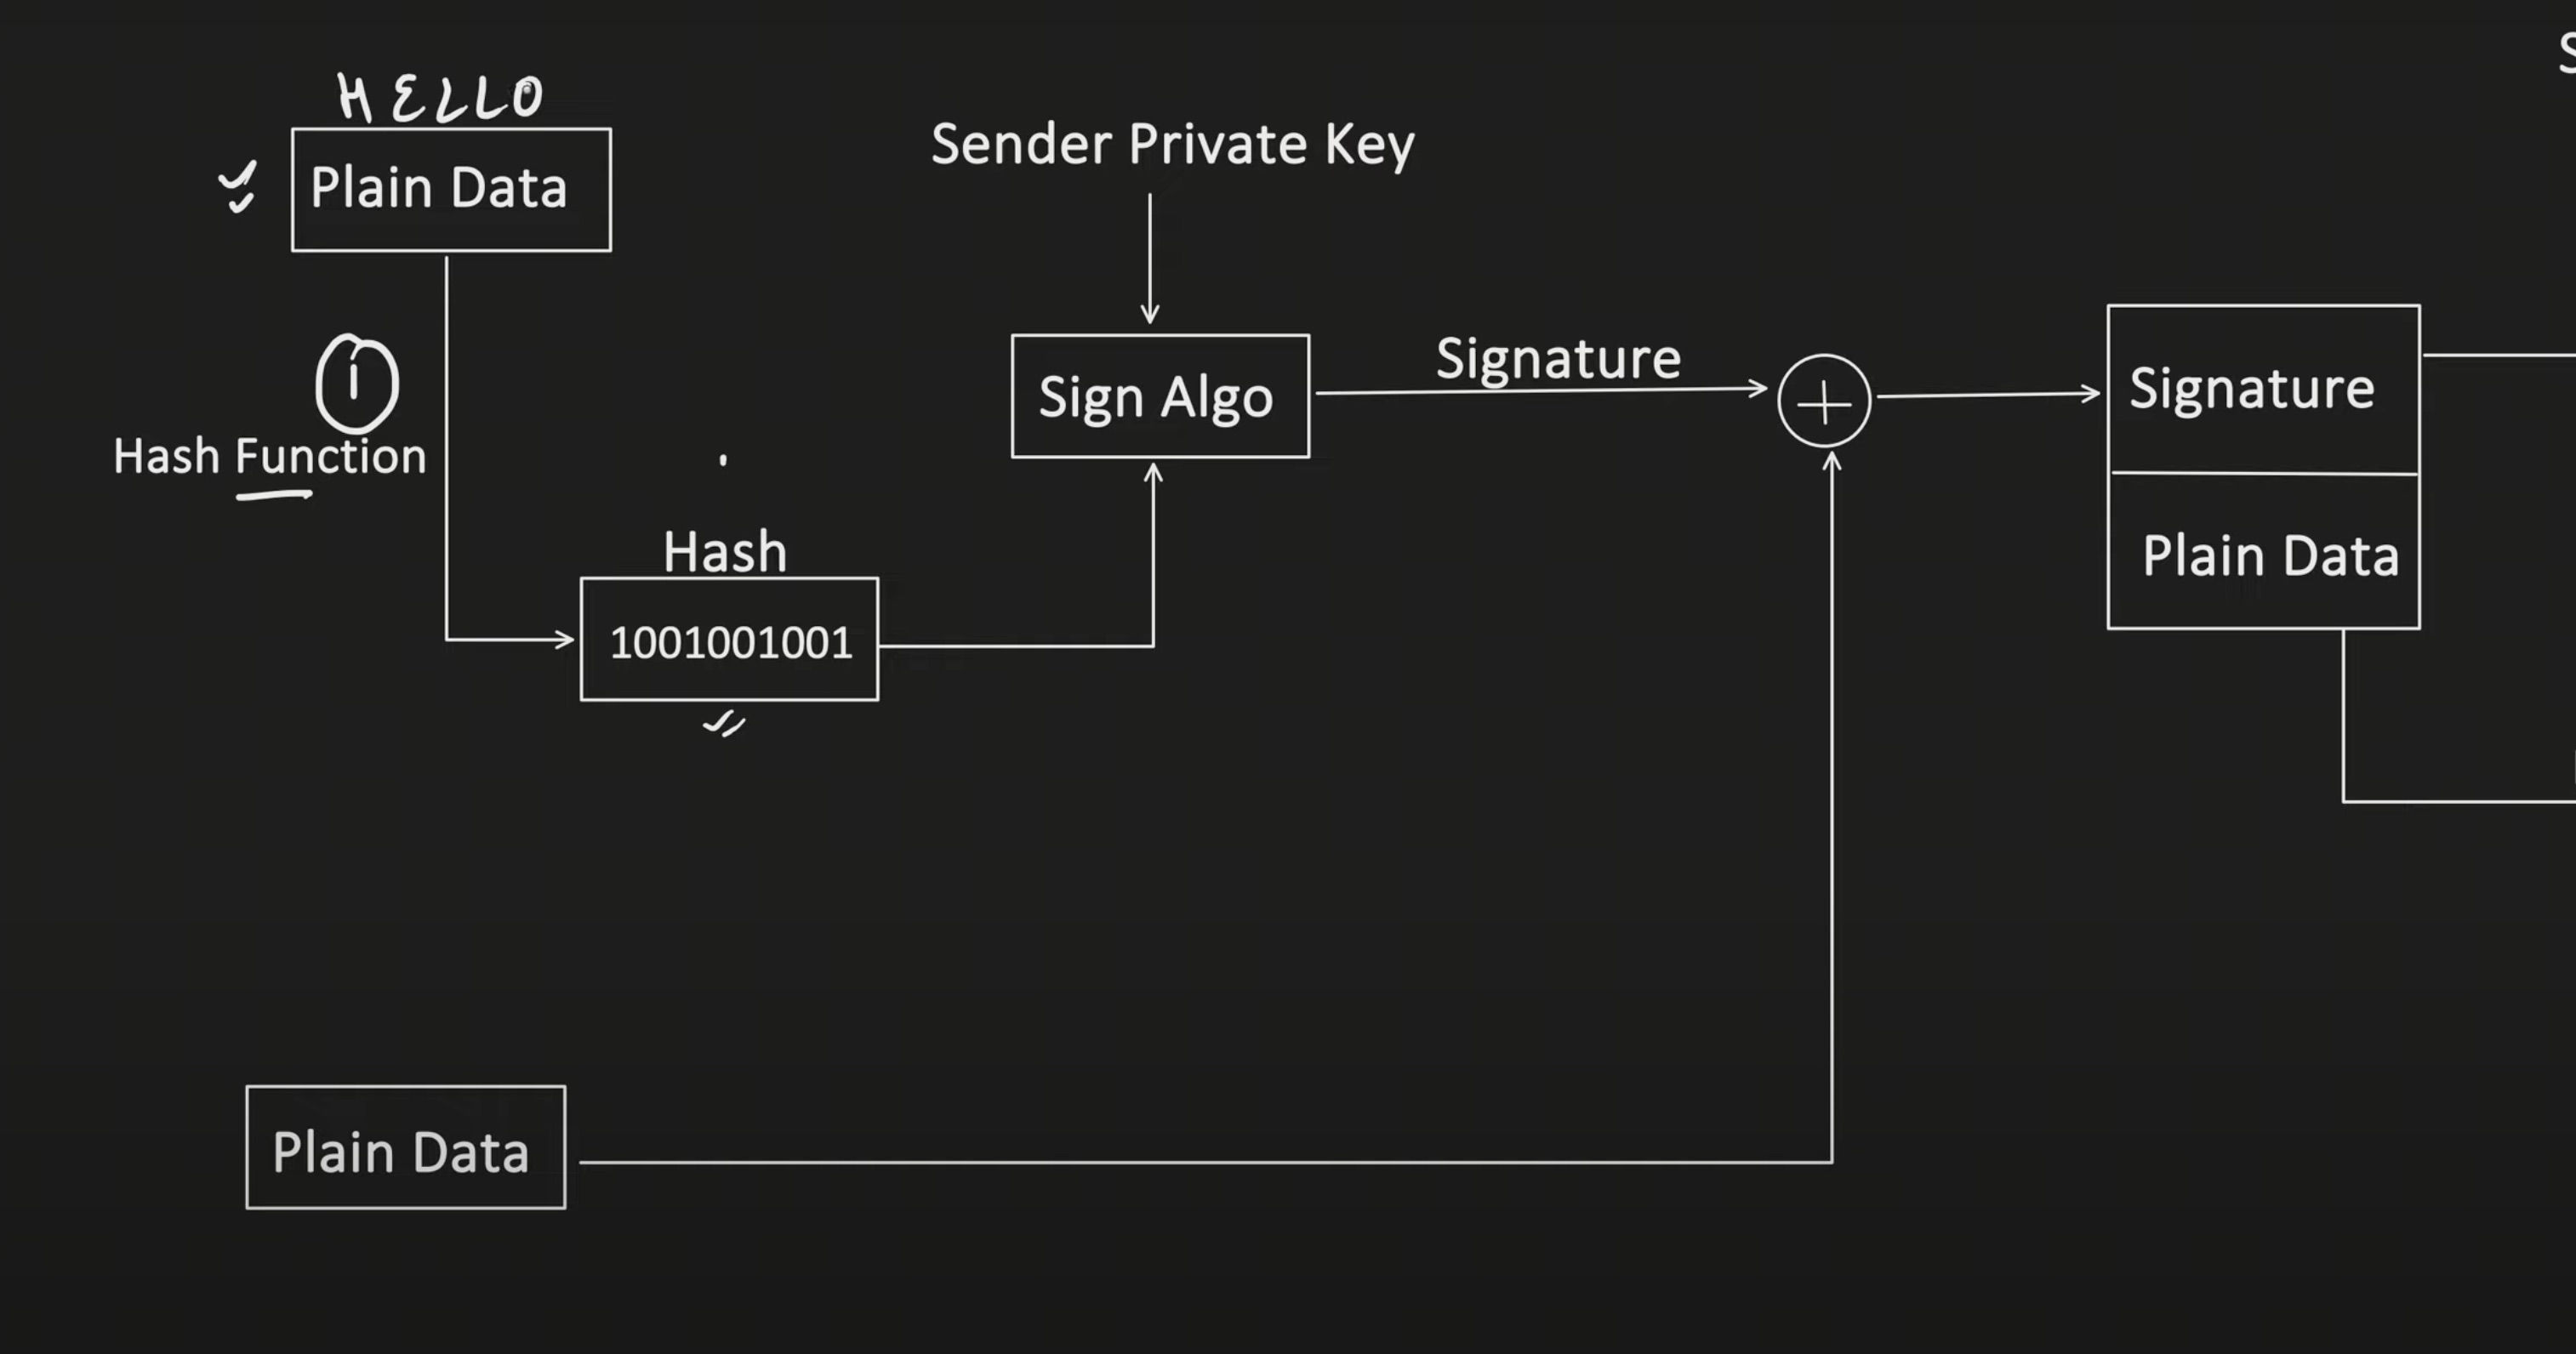 HELLO
Plain Data
Sender Private Key
1
Hash Function
Sign Algo
Signature
Signature
Plain Data
Hash
1001001001
Plain Data